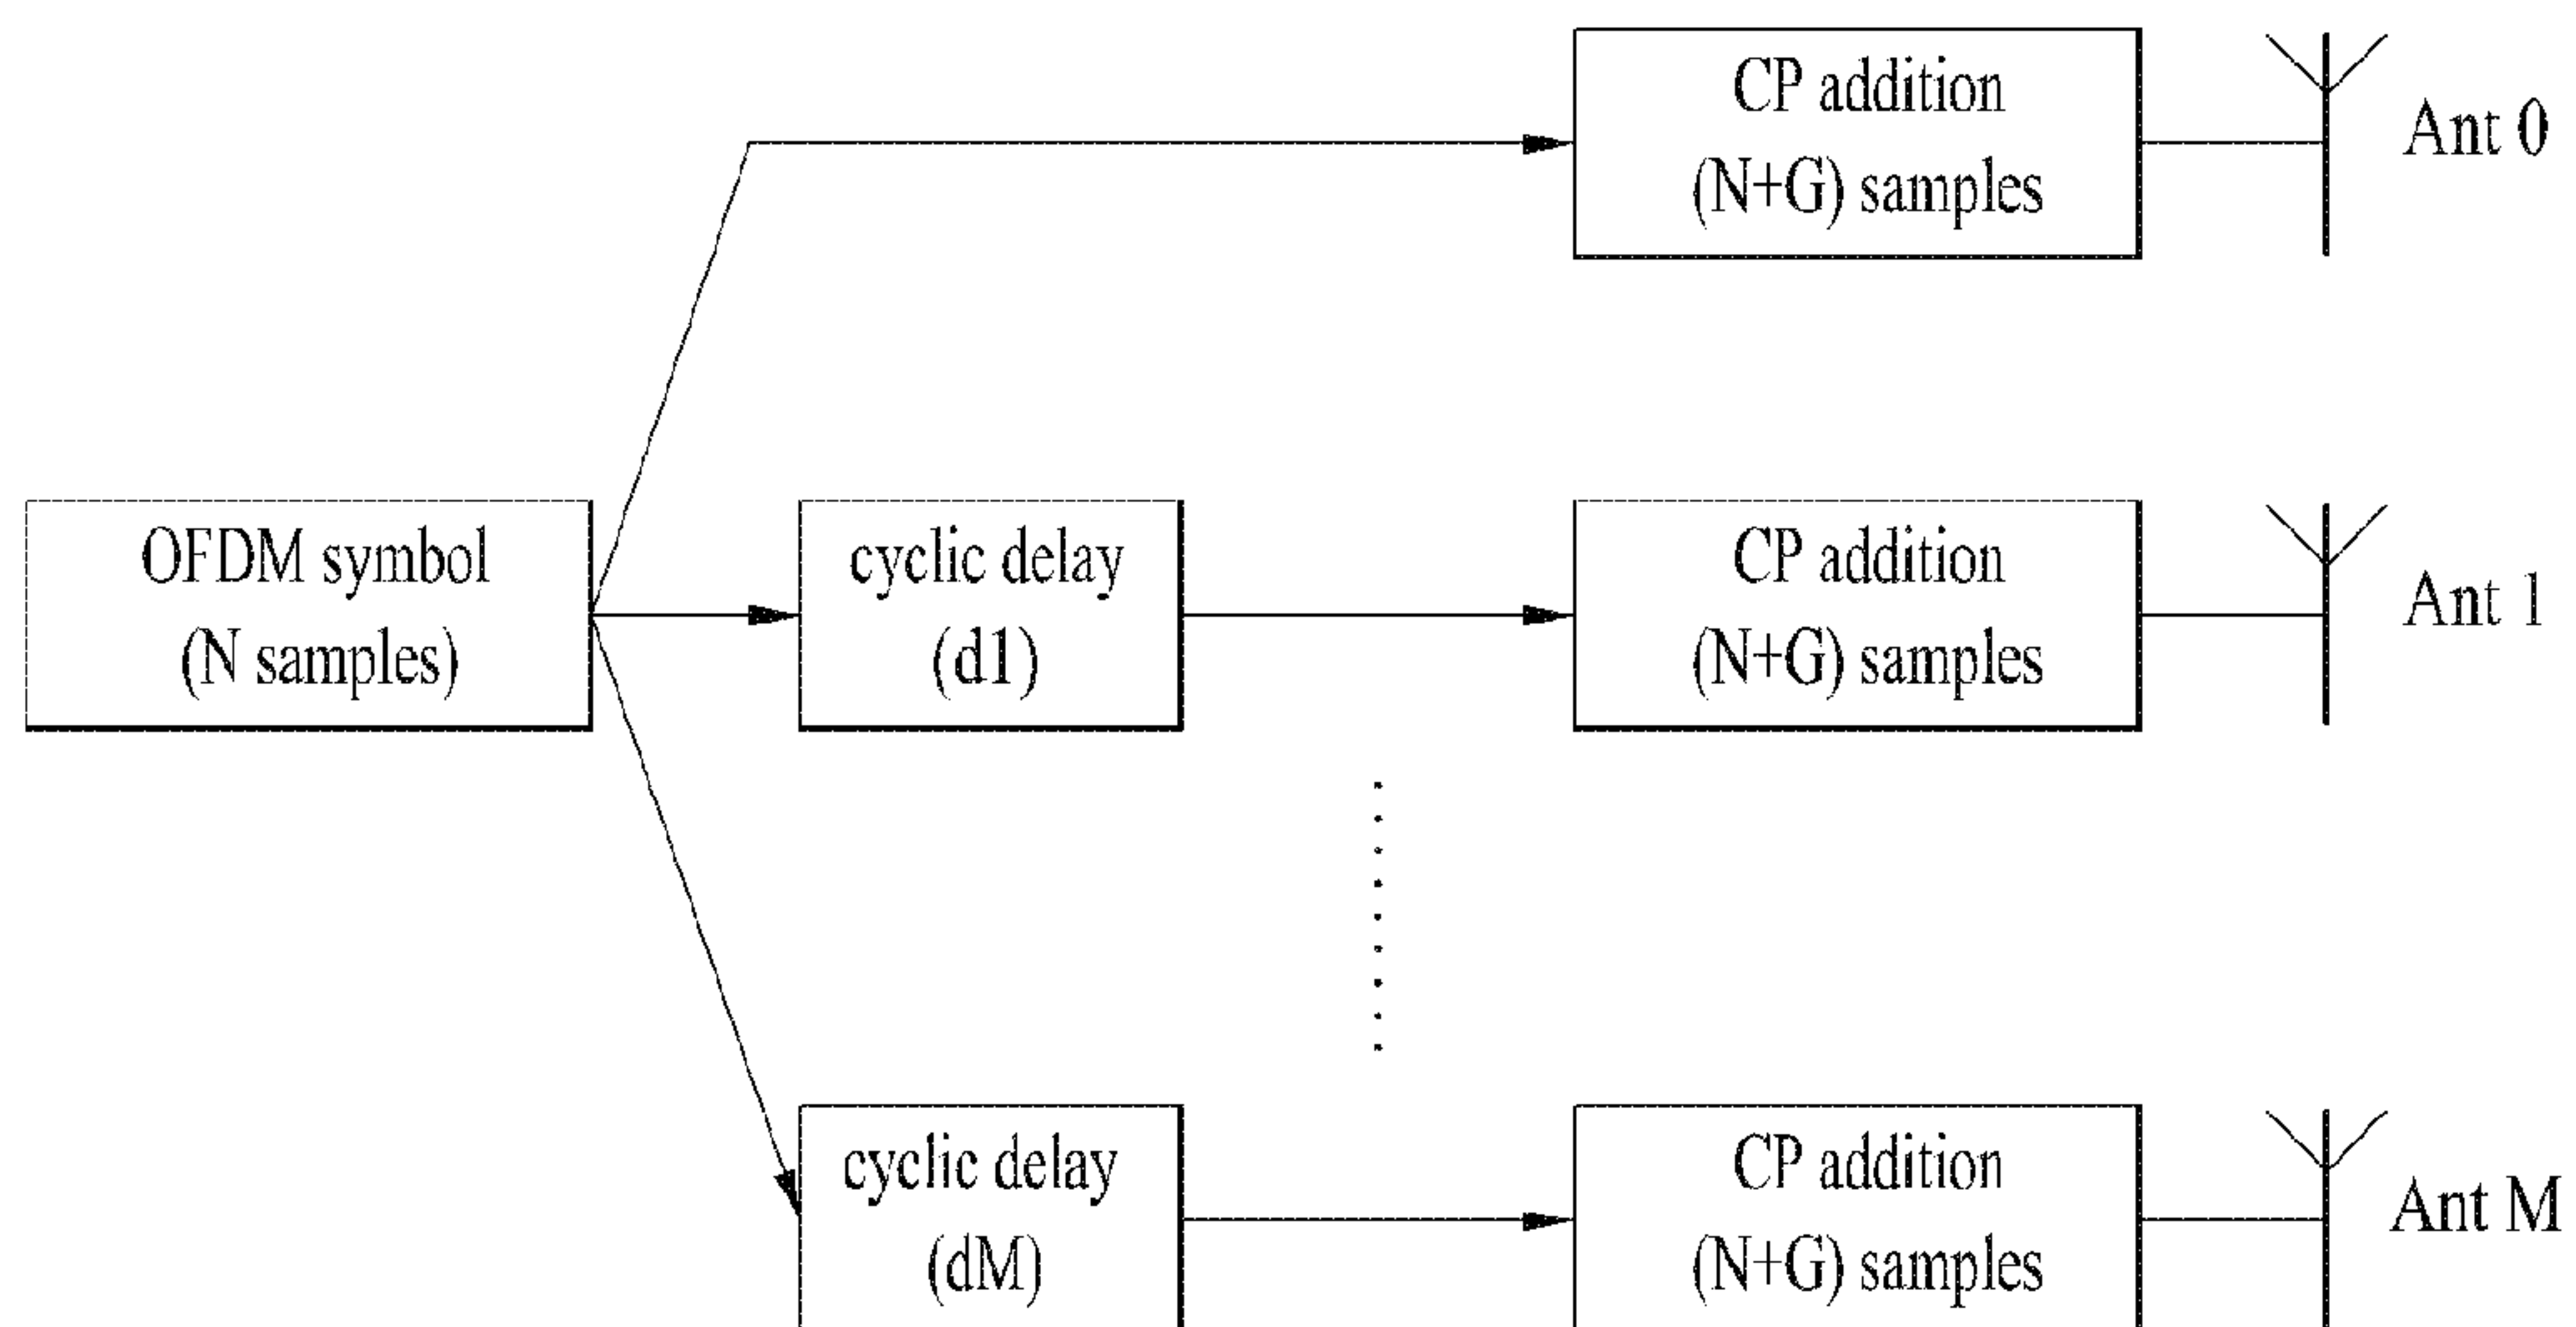 CP addition
(N+G) samples
Ant 0
OFDM symbol
(N samples)
cyclic delay
(d1)
CP addition
(N+G) samples
Ant 1
cyclic delay
(dM)
CP addition
(N+G) samples
Ant M